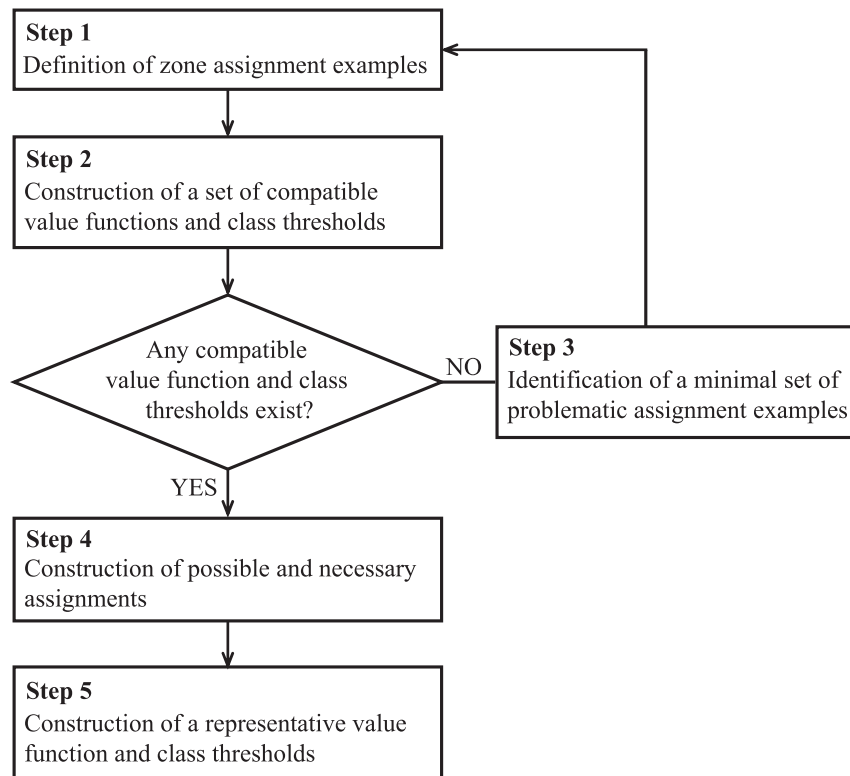 Step 1
Definition of zone assignment examples
Step 2
Construction of a set of compatible
value functions and class thresholds
Any compatible
value function and class
thresholds exist?
NO
Step 3
Identification of a minimal set of
problematic assignment examples
YES
Step 4
Construction of possible and necessary
assignments
Step 5
Construction of a representative value
function and class thresholds